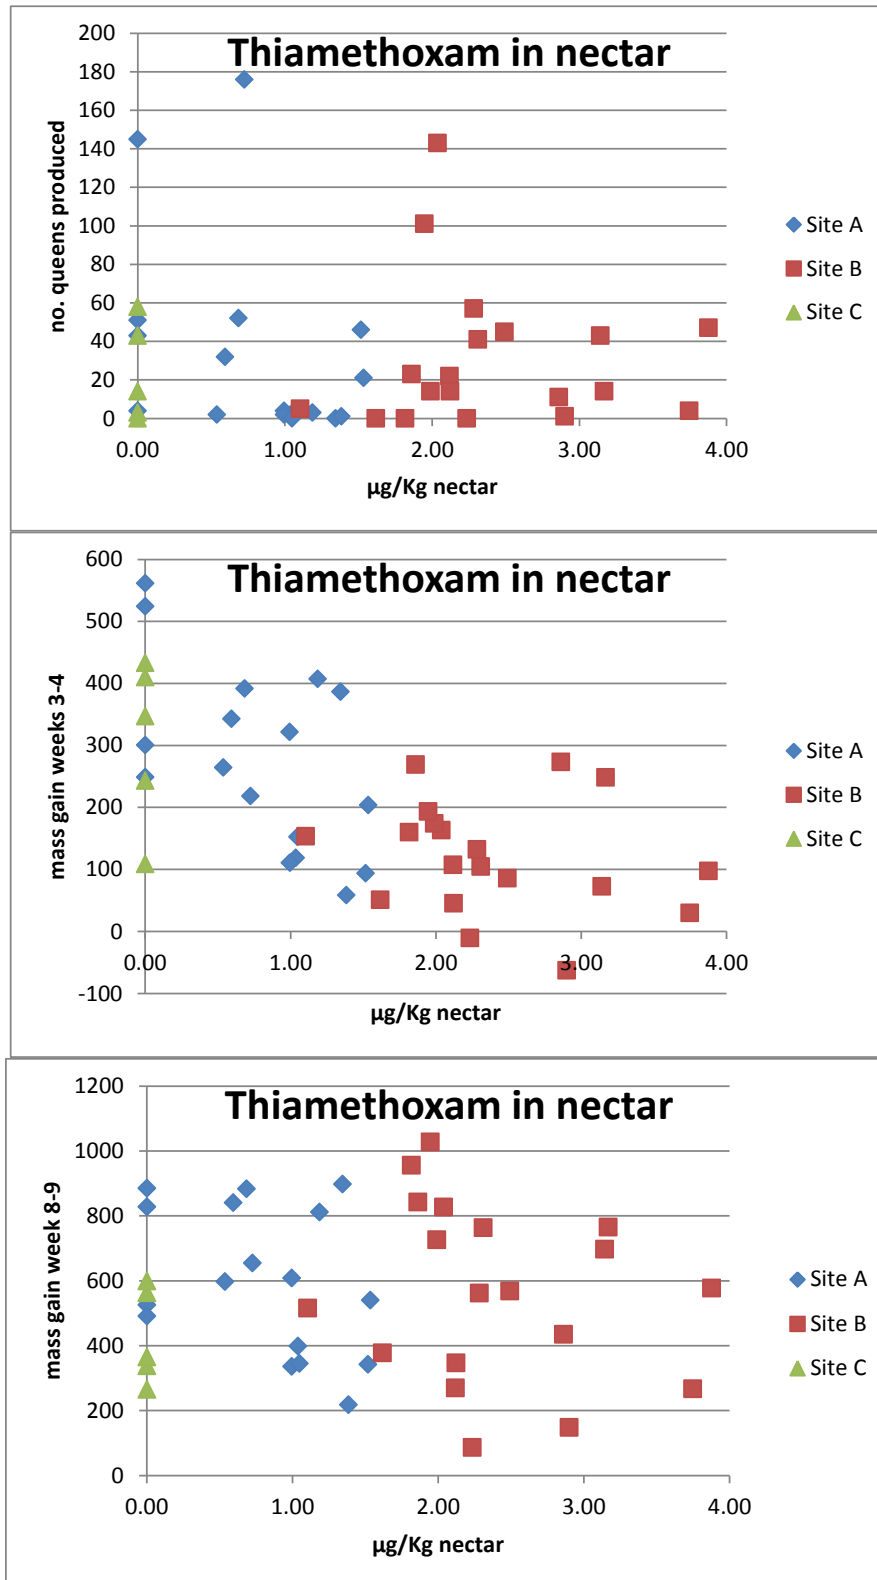 Thiamethoxam in nectar
200
180
160
140
120
100
80
60
40
20
0
no. queens produced
0.00 1.00 2.00 3.00 4.00
µg/Kg nectar
Site A
Site B
Site C
Thiamethoxam in nectar
600
500
400
300
200
100
0
-100
mass gain weeks 3-4
0.00 1.00 2.00 3.00 4.00
µg/Kg nectar
Site A
Site B
Site C
Thiamethoxam in nectar
1200
1000
800
600
400
200
0
mass gain week 8-9
0.00 1.00 2.00 3.00 4.00
µg/Kg nectar
Site A
Site B
Site C